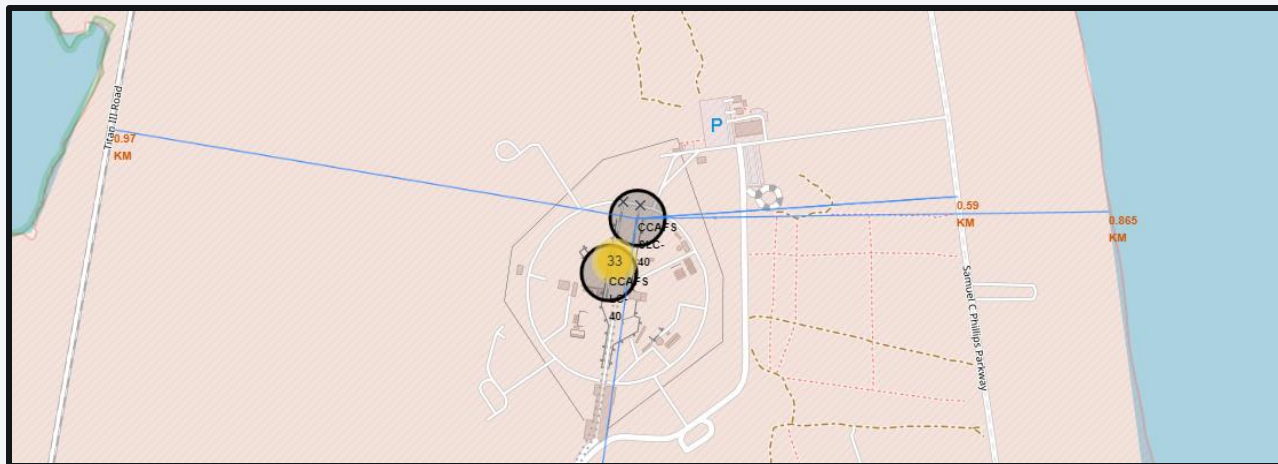 Titan III Road
0.97
KM
P
CCAFS
SLC-
40
33
CCAFS
LC-
40
0.59
KM
0.865
KM
Samuel C Phillips Parkway